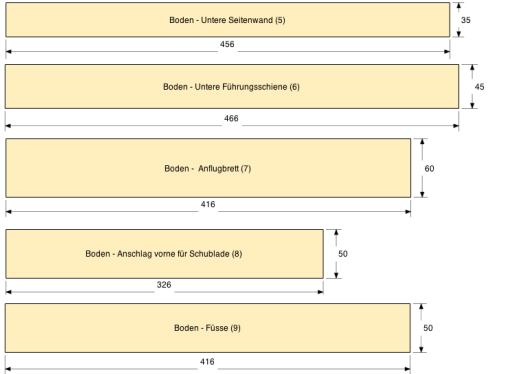 Boden - Untere Seitenwand (5)
35
456
Boden - Untere Führungsschiene (6)
45
466
Boden - Anflugbrett (7)
60
416
Boden - Anschlag vorne für Schublade (8)
50
326
Boden - Füsse (9)
50
416